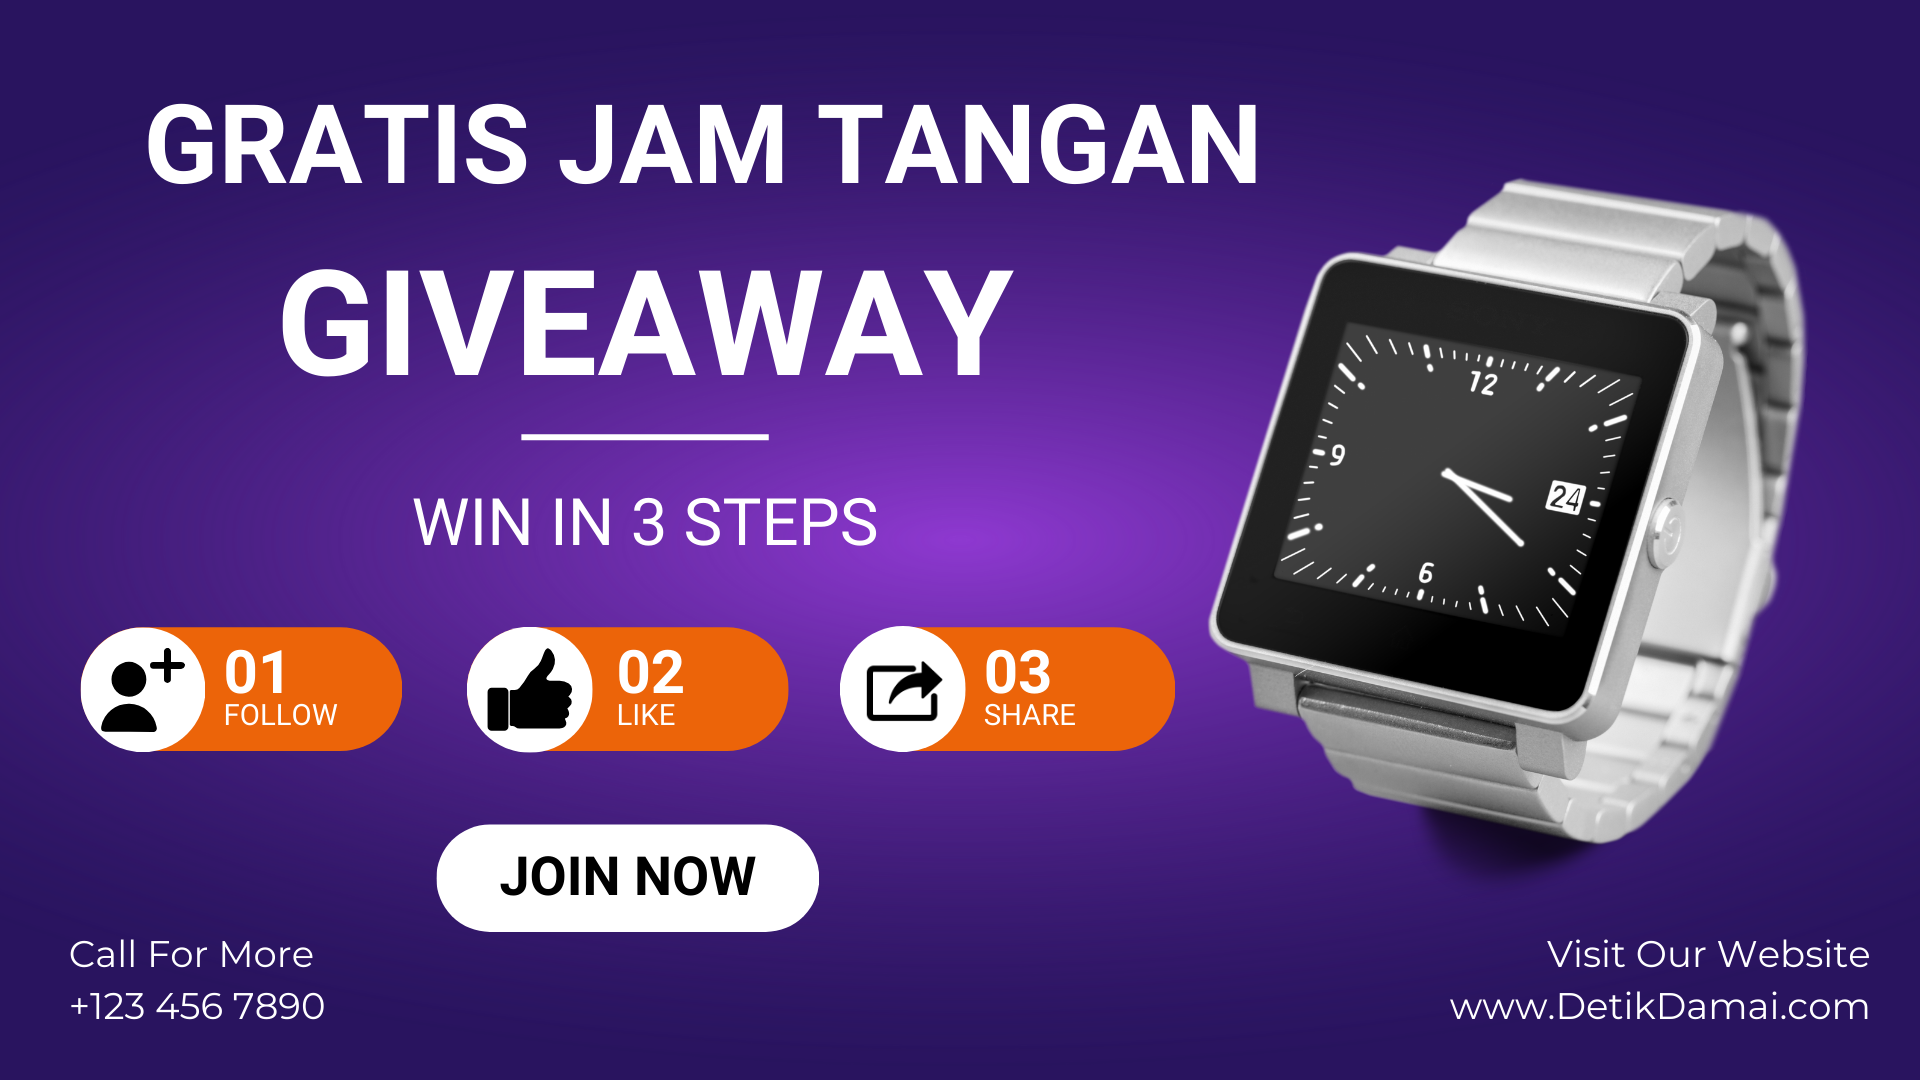 GRATIS JAM TANGAN
GIVEAWAY
WIN IN 3 STEPS
01
FOLLOW
02
LIKE
03
SHARE
JOIN NOW
Call For More
+123 456 7890
Visit Our Website
www.DetikDamai.com
12
9
24
6